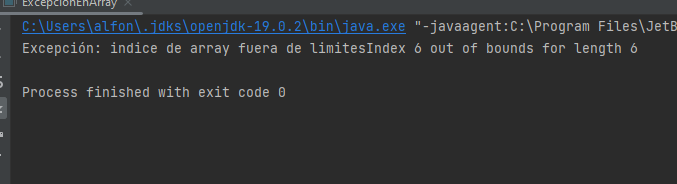 ExcepcionEnArray
C:\Users\alfon\.jdks\openjdk-19.0.2\bin\java.exe "-javaagent:C:\Program Files\JetB
Excepción: indice de array fuera de limitesIndex 6 out of bounds for length 6
Process finished with exit code 0